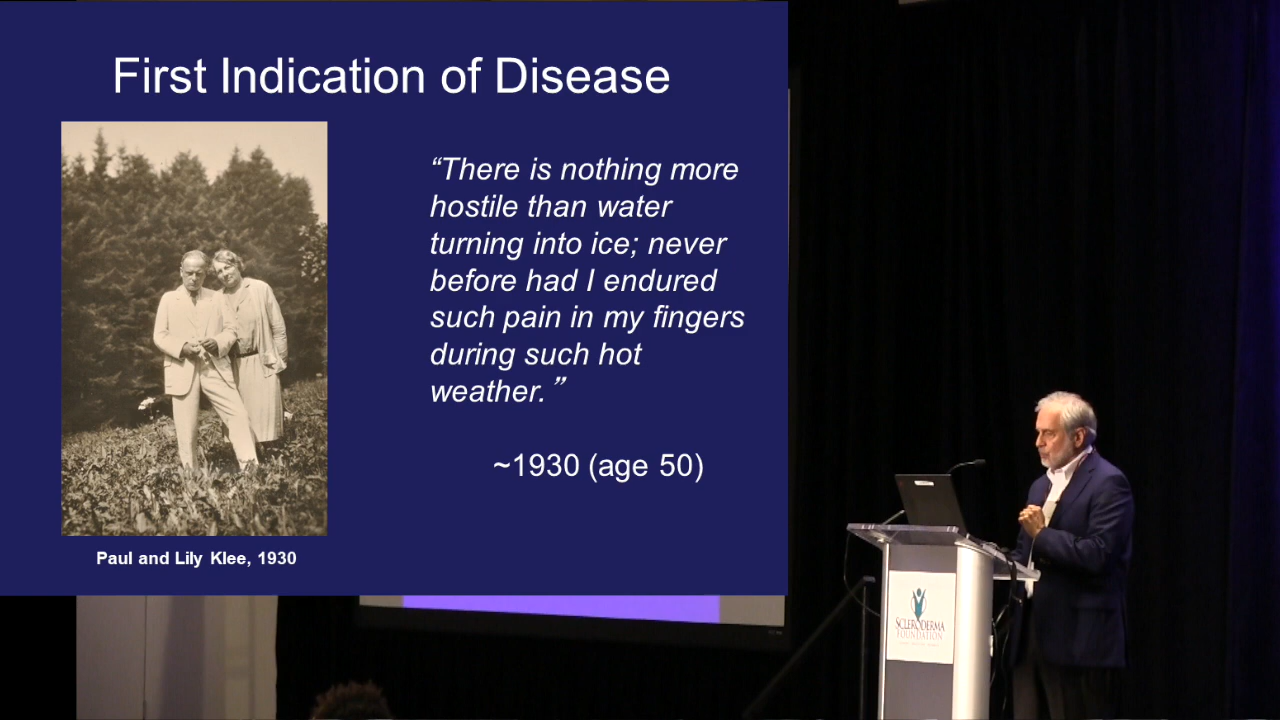 First Indication of Disease
“There is nothing more
hostile than water
turning into ice; never
before had I endured
such pain in my fingers
during such hot
weather.”
~1930 (age 50)
Paul and Lily Klee, 1930
SCLERODERMA
FOUNDATION